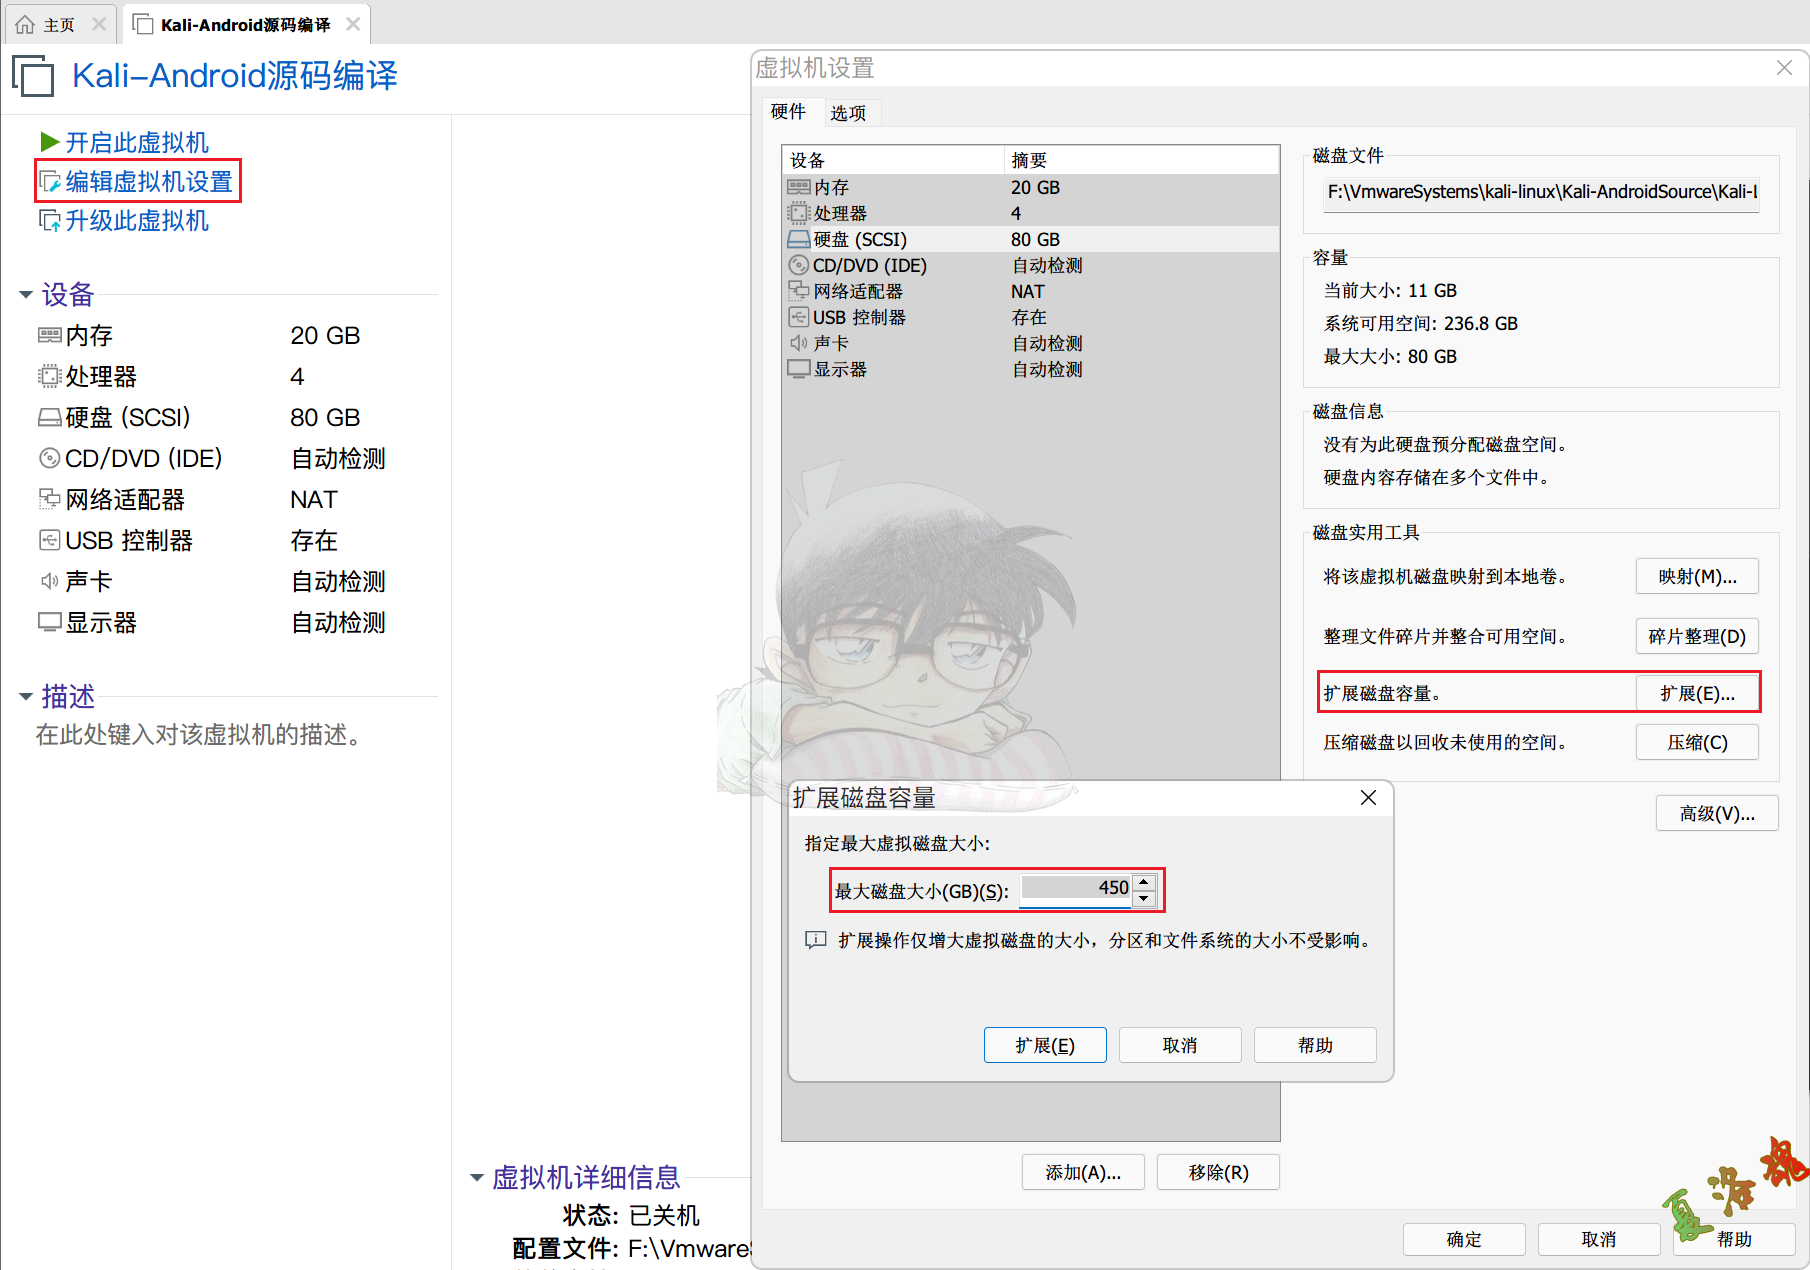 主页
Kali-Android源码编译
Kali-Android源码编译
开启此虚拟机
编辑虚拟机设置
升级此虚拟机
设备
内存 20 GB
处理器 4
硬盘 (SCSI) 80 GB
CD/DVD (IDE) 自动检测
网络适配器 NAT
USB 控制器 存在
声卡 自动检测
显示器 自动检测
描述
在此处键入对该虚拟机的描述。
虚拟机详细信息
状态: 已关机
配置文件: F:\Vmware
虚拟机设置
硬件 选项
设备 摘要
内存 20 GB
处理器 4
硬盘 (SCSI) 80 GB
CD/DVD (IDE) 自动检测
网络适配器 NAT
USB 控制器 存在
声卡 自动检测
显示器 自动检测
添加(A)... 移除(R)
磁盘文件
F:\VmwareSystems\kali-linux\Kali-AndroidSource\Kali-L
容量
当前大小: 11 GB
系统可用空间: 236.8 GB
最大大小: 80 GB
磁盘信息
没有为此硬盘预分配磁盘空间。
硬盘内容存储在多个文件中。
磁盘实用工具
将该虚拟机磁盘映射到本地卷。 映射(M)...
整理文件碎片并整合可用空间。 碎片整理(D)
扩展磁盘容量。 扩展(E)...
压缩磁盘以回收未使用的空间。 压缩(C)
高级(V)...
扩展磁盘容量
指定最大虚拟磁盘大小:
最大磁盘大小(GB)(S): 450
扩展操作仅增大虚拟磁盘的大小，分区和文件系统的大小不受影响。
扩展(E) 取消 帮助
确定 取消 帮助